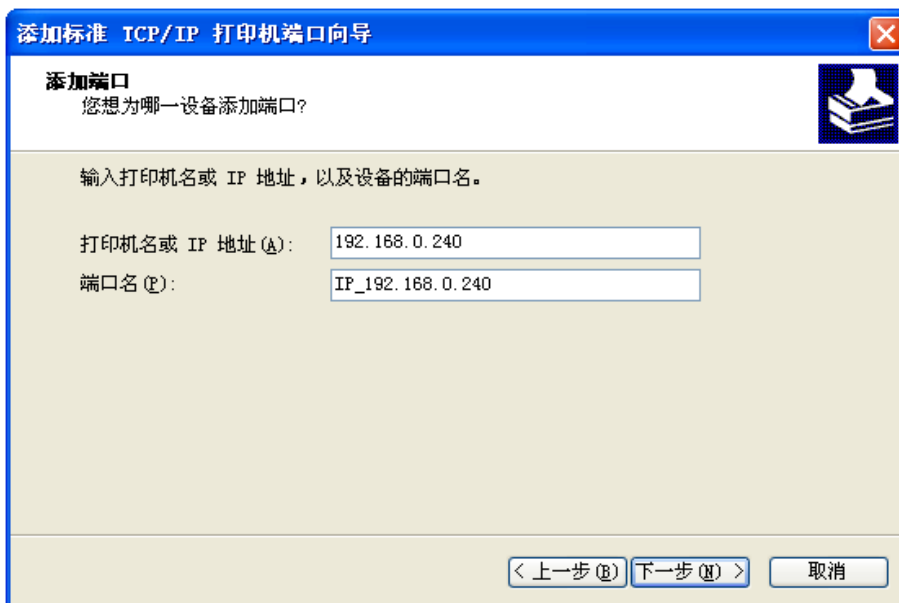 添加标准 TCP/IP 打印机端口向导
添加端口
您想为哪一设备添加端口?
输入打印机名或 IP 地址,以及设备的端口名。
打印机名或 IP 地址(A): 192.168.0.240
端口名(P): IP_192.168.0.240
< 上一步(B) 下一步(N) > 取消